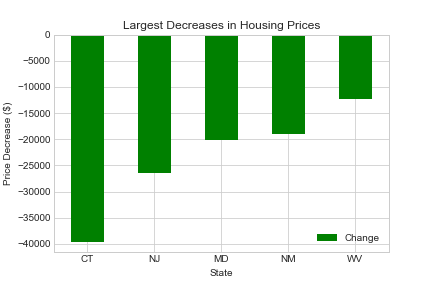 Largest Decreases in Housing Prices
Price Decrease ($)
0
−5000
−10000
−15000
−20000
−25000
−30000
−35000
−40000
CT NJ MD NM WV
State
Change